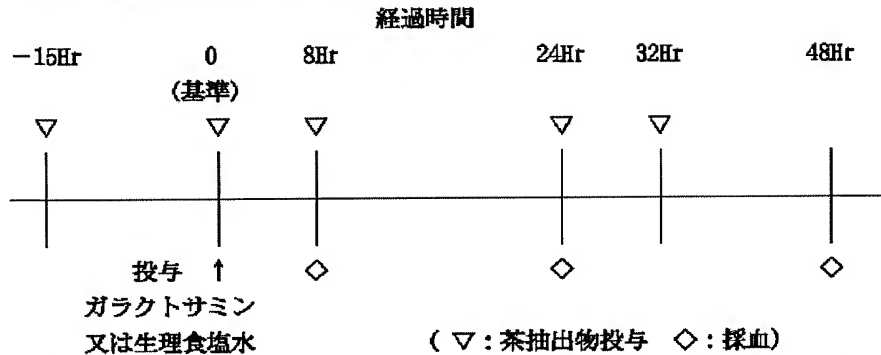 経過時間
－15Hr 0 8Hr 24Hr 32Hr 48Hr
(基準)
▽ ▽ ▽ ▽ ▽
投与 ↑ ◇ ◇ ◇
ガラクトサミン
又は生理食塩水 ( ▽：茶抽出物投与 ◇：採血)